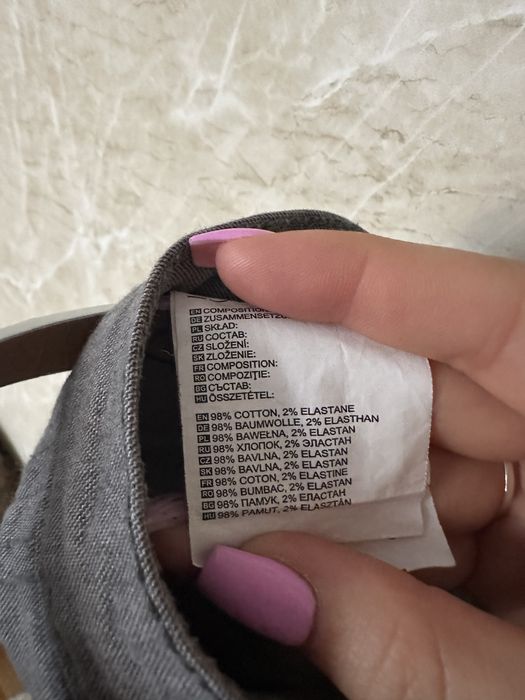 EN COMPOSITION:
DE ZUSAMMENSETZU
PL SKŁAD:
RU СОСТАВ:
CZ SLOŽENÍ:
SK ZLOŽENIE:
FR COMPOSITION:
RO COMPOZIȚIE:
BG СЪСТАВ:
HU ÖSSZETÉTEL:
EN 98% COTTON, 2% ELASTANE
DE 98% BAUMWOLLE, 2% ELASTHAN
PL 98% BAWEŁNA, 2% ELASTAN
RU 98% ХЛОПОК, 2% ЭЛАСТАН
CZ 98% BAVLNA, 2% ELASTAN
SK 98% BAVLNA, 2% ELASTAN
FR 98% COTON, 2% ELASTINE
RO 98% BUMBAC, 2% ELASTAN
BG 98% ПАМУК, 2% ЕЛАСТАН
HU 98% PAMUT, 2% ELASZTÁN